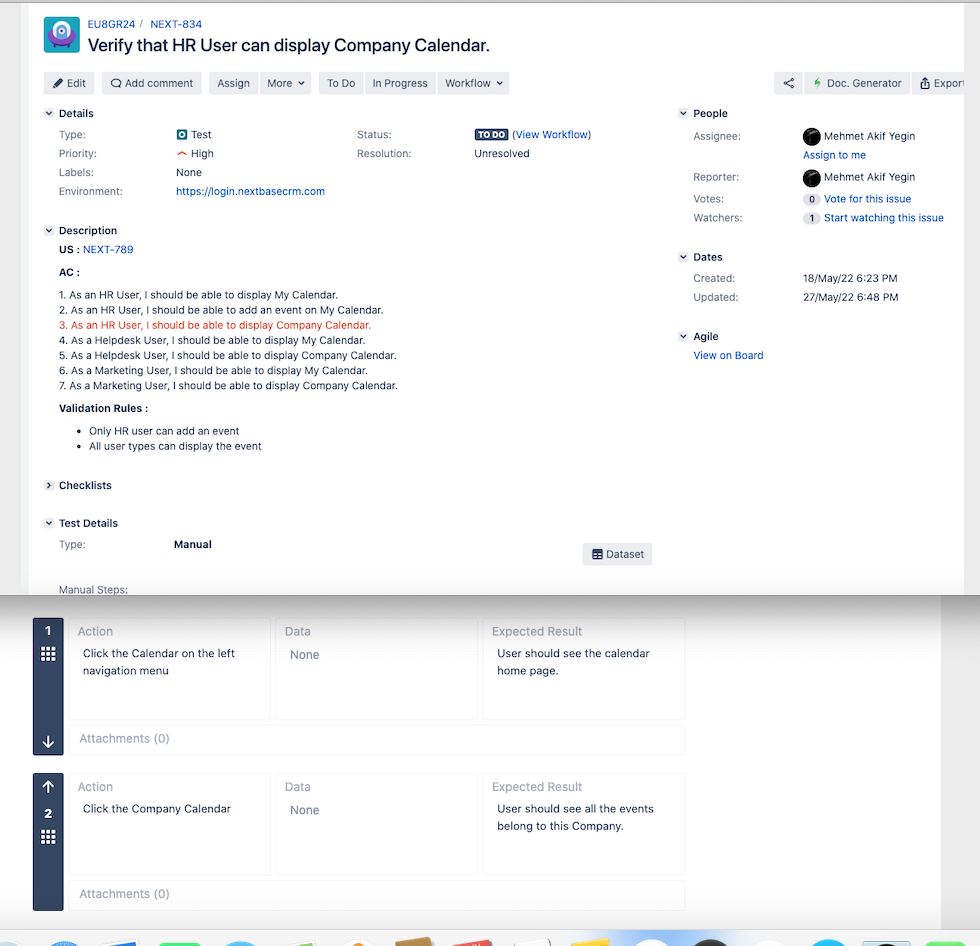 EU8GR24 / NEXT-834
Verify that HR User can display Company Calendar.
Edit Add comment Assign More To Do In Progress Workflow Doc. Generator Export
Details
Type: Test
Status: TO DO (View Workflow)
Priority: High
Resolution: Unresolved
Labels: None
Environment: https://login.nextbasecrm.com
Description
US : NEXT-789
AC :
1. As an HR User, I should be able to display My Calendar.
2. As an HR User, I should be able to add an event on My Calendar.
3. As an HR User, I should be able to display Company Calendar.
4. As a Helpdesk User, I should be able to display My Calendar.
5. As a Helpdesk User, I should be able to display Company Calendar.
6. As a Marketing User, I should be able to display My Calendar.
7. As a Marketing User, I should be able to display Company Calendar.
Validation Rules :
• Only HR user can add an event
• All user types can display the event
Checklists
Test Details
Type: Manual
Dataset
Manual Steps:
People
Assignee: Mehmet Akif Yegin
Assign to me
Reporter: Mehmet Akif Yegin
Votes: 0 Vote for this issue
Watchers: 1 Start watching this issue
Dates
Created: 18/May/22 6:23 PM
Updated: 27/May/22 6:48 PM
Agile
View on Board
1
Action
Click the Calendar on the left
navigation menu
Data
None
Expected Result
User should see the calendar
home page.
Attachments (0)
2
Action
Click the Company Calendar
Data
None
Expected Result
User should see all the events
belong to this Company.
Attachments (0)